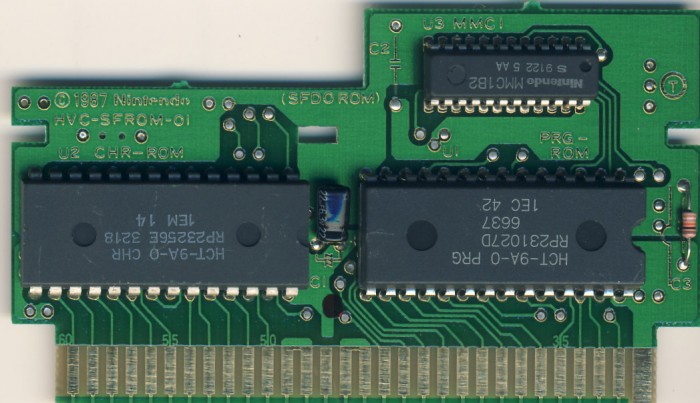 U3 MMC1
C2
Nintendo
MMC1B2
S 9122 5 AA
© 1987 Nintendo
(SFDOROM)
HVC-SFROM-01
U2 CHR-ROM
U1
PRG-
ROM
HCT-9A-0 CHR
RP23256E 3218
1EM 14
HCT-9A-0 PRG
RP231027D
6637
1EC 42
C1
C3
60
55
50
35